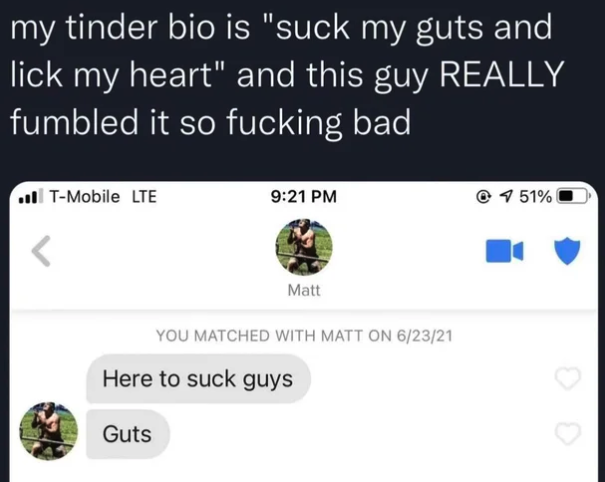 my tinder bio is "suck my guts and
lick my heart" and this guy REALLY
fumbled it so fucking bad
T-Mobile LTE 9:21 PM 51%
Matt
YOU MATCHED WITH MATT ON 6/23/21
Here to suck guys
Guts